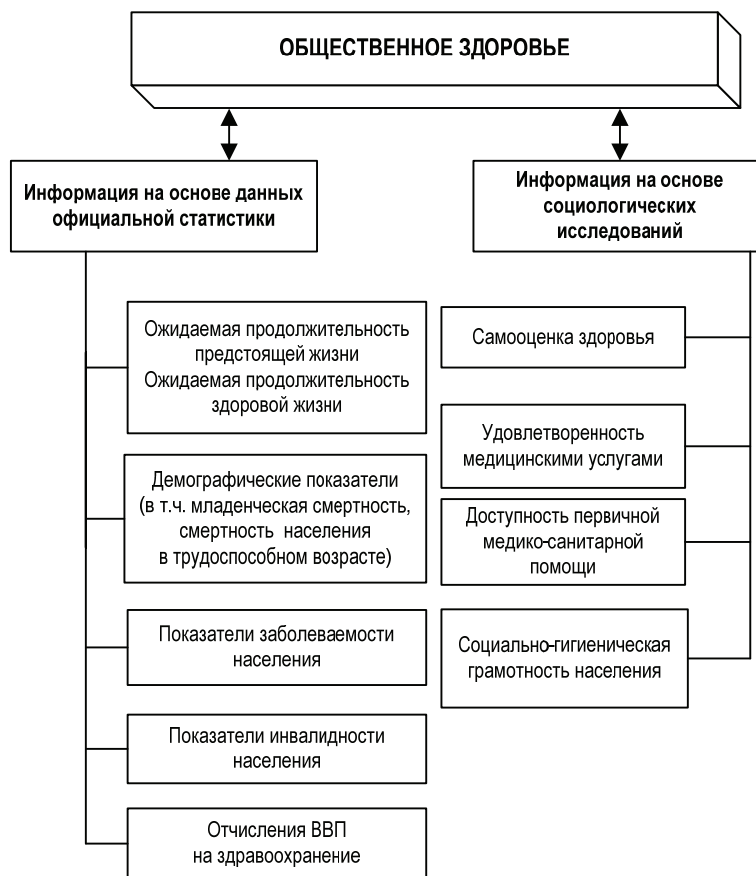 ОБЩЕСТВЕННОЕ ЗДОРОВЬЕ
Информация на основе данных
официальной статистики
Ожидаемая продолжительность
предстоящей жизни
Ожидаемая продолжительность
здоровой жизни
Демографические показатели
(в т.ч. младенческая смертность,
смертность населения
в трудоспособном возрасте)
Показатели заболеваемости
населения
Показатели инвалидности
населения
Отчисления ВВП
на здравоохранение
Информация на основе
социологических
исследований
Самооценка здоровья
Удовлетворенность
медицинскими услугами
Доступность первичной
медико-санитарной
помощи
Социально-гигиеническая
грамотность населения